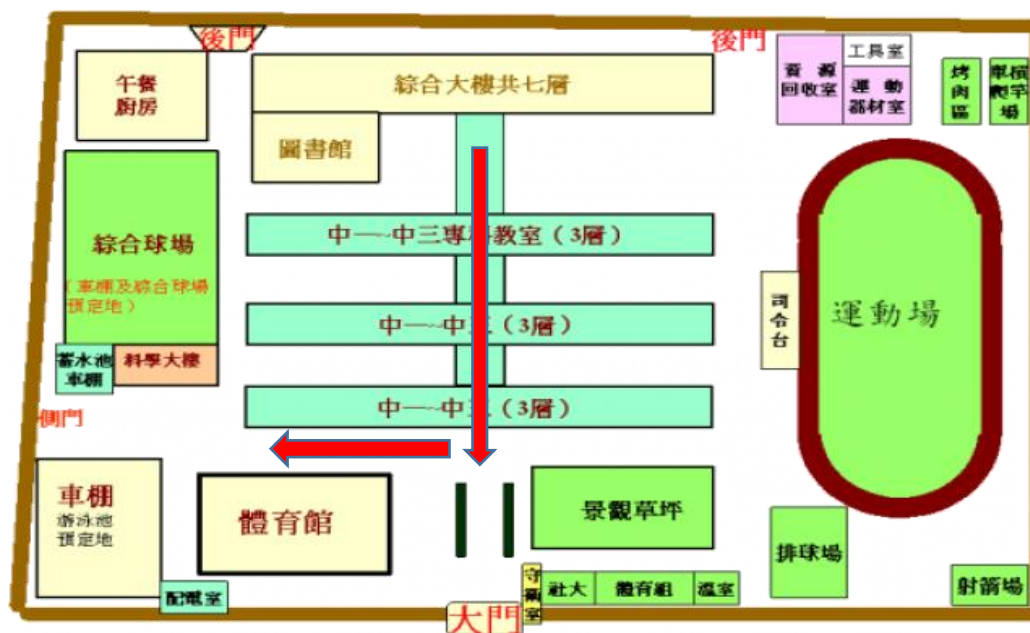 後門
後門
午餐
廚房
綜合大樓共七層
圖書館
資源
回收室
工具室
運動
器材室
烤肉區
單槓
爬竿
場
綜合球場
（車棚及綜合球場
預定地）
中一~中三專科教室（3層）
中一~中三（3層）
中一~中三（3層）
司令台
運動場
蓄水池
車棚
科學大樓
側門
車棚
游泳池
預定地
體育館
景觀草坪
排球場
射箭場
配電室
守衛室
社大
體育組
溫室
大門